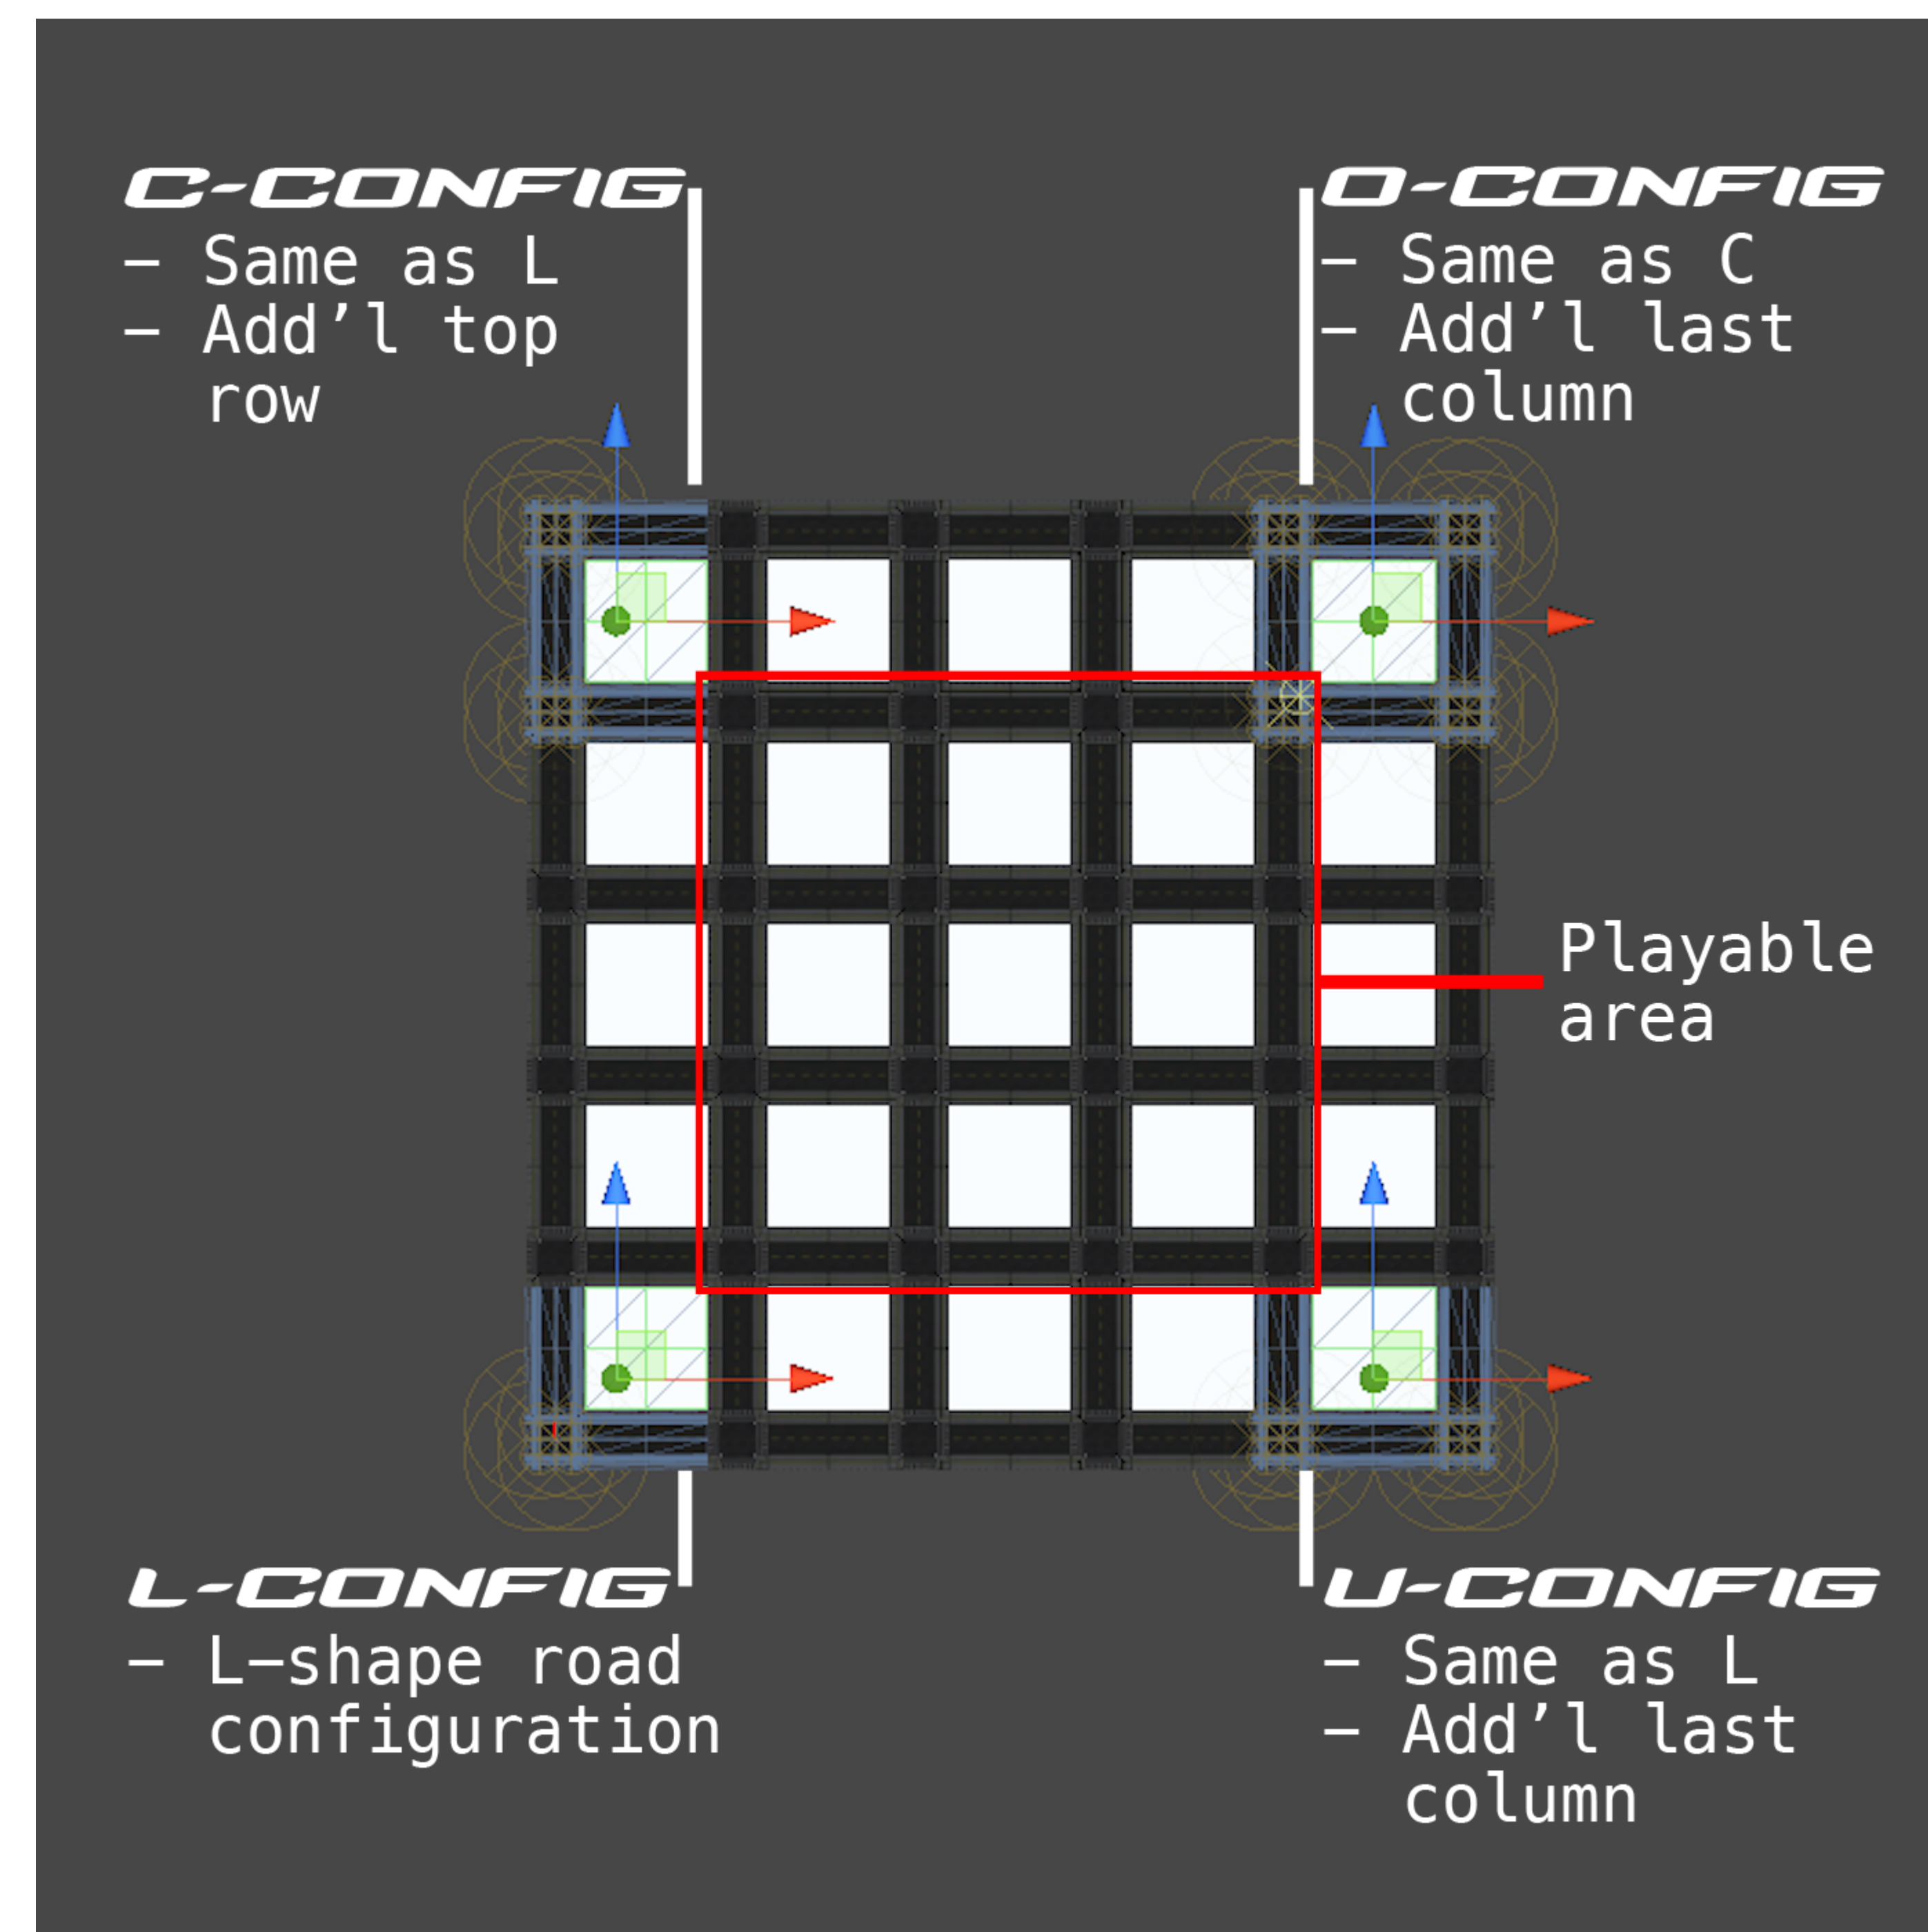 C-CONFIG
– Same as L
– Add’l top
row
O-CONFIG
– Same as C
– Add’l last
column
Playable
area
L-CONFIG
– L–shape road
configuration
U-CONFIG
– Same as L
– Add’l last
column